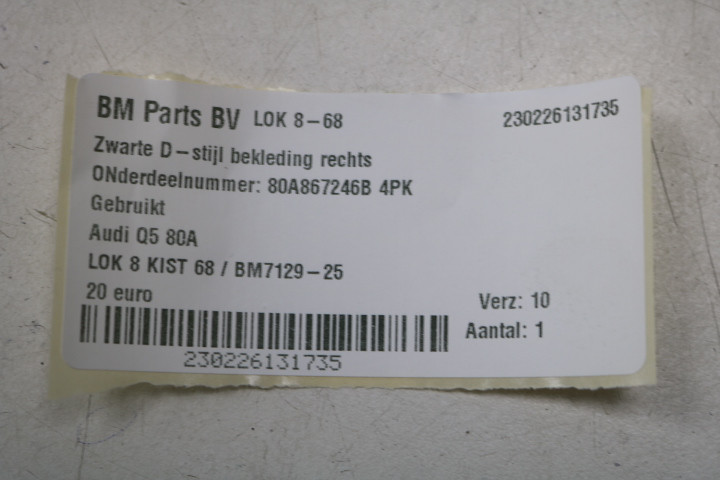 BM Parts BV LOK 8-68 230226131735
Zwarte D-stijl bekleding rechts
ONderdeelnummer: 80A867246B 4PK
Gebruikt
Audi Q5 80A
LOK 8 KIST 68 / BM7129-25
20 euro Verz: 10
Aantal: 1
230226131735